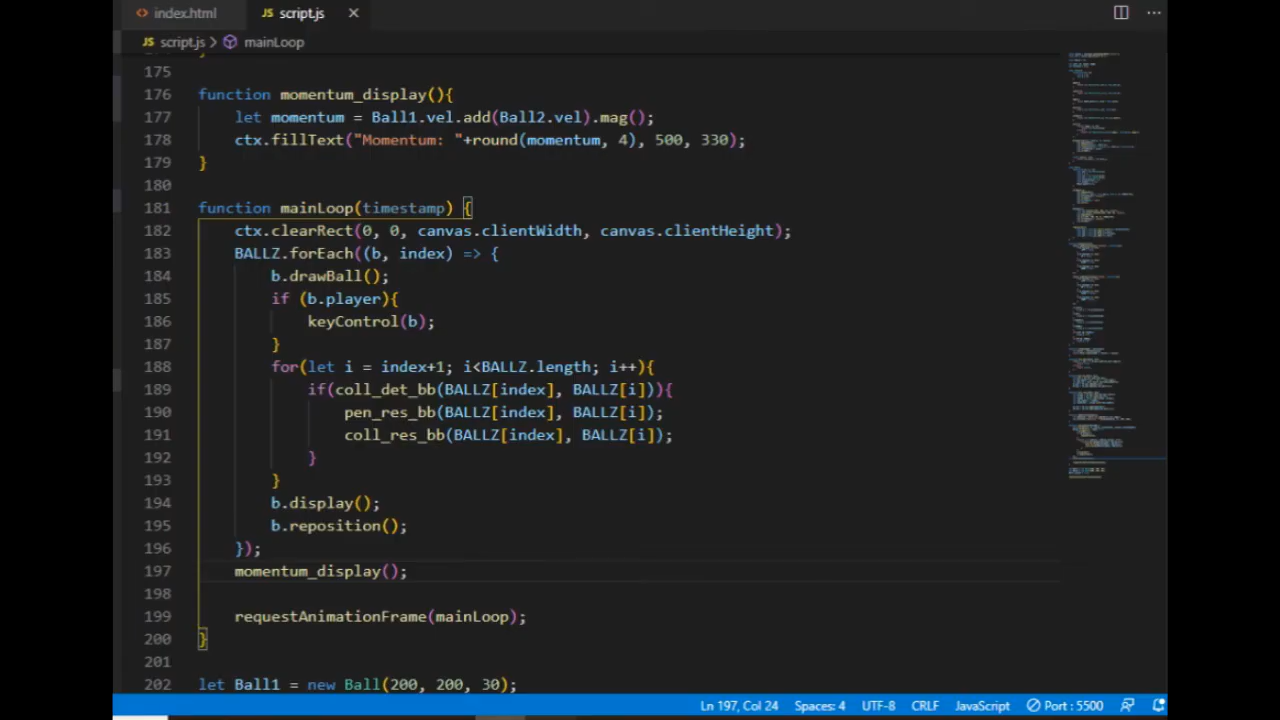 index.html JS script.js
JS script.js > mainLoop
175
176 function momentum_display(){
177 let momentum = Ball1.vel.add(Ball2.vel).mag();
178 ctx.fillText("Momentum: "+round(momentum, 4), 500, 330);
179 }
180
181 function mainLoop(timestamp) {
182 ctx.clearRect(0, 0, canvas.clientWidth, canvas.clientHeight);
183 BALLZ.forEach((b, index) => {
184 b.drawBall();
185 if (b.player){
186 keyControl(b);
187 }
188 for(let i = index+1; i<BALLZ.length; i++){
189 if(coll_det_bb(BALLZ[index], BALLZ[i])){
190 pen_res_bb(BALLZ[index], BALLZ[i]);
191 coll_res_bb(BALLZ[index], BALLZ[i]);
192 }
193 }
194 b.display();
195 b.reposition();
196 });
197 momentum_display();
198
199 requestAnimationFrame(mainLoop);
200 }
201
202 let Ball1 = new Ball(200, 200, 30);
Ln 197, Col 24 Spaces: 4 UTF-8 CRLF JavaScript Port : 5500